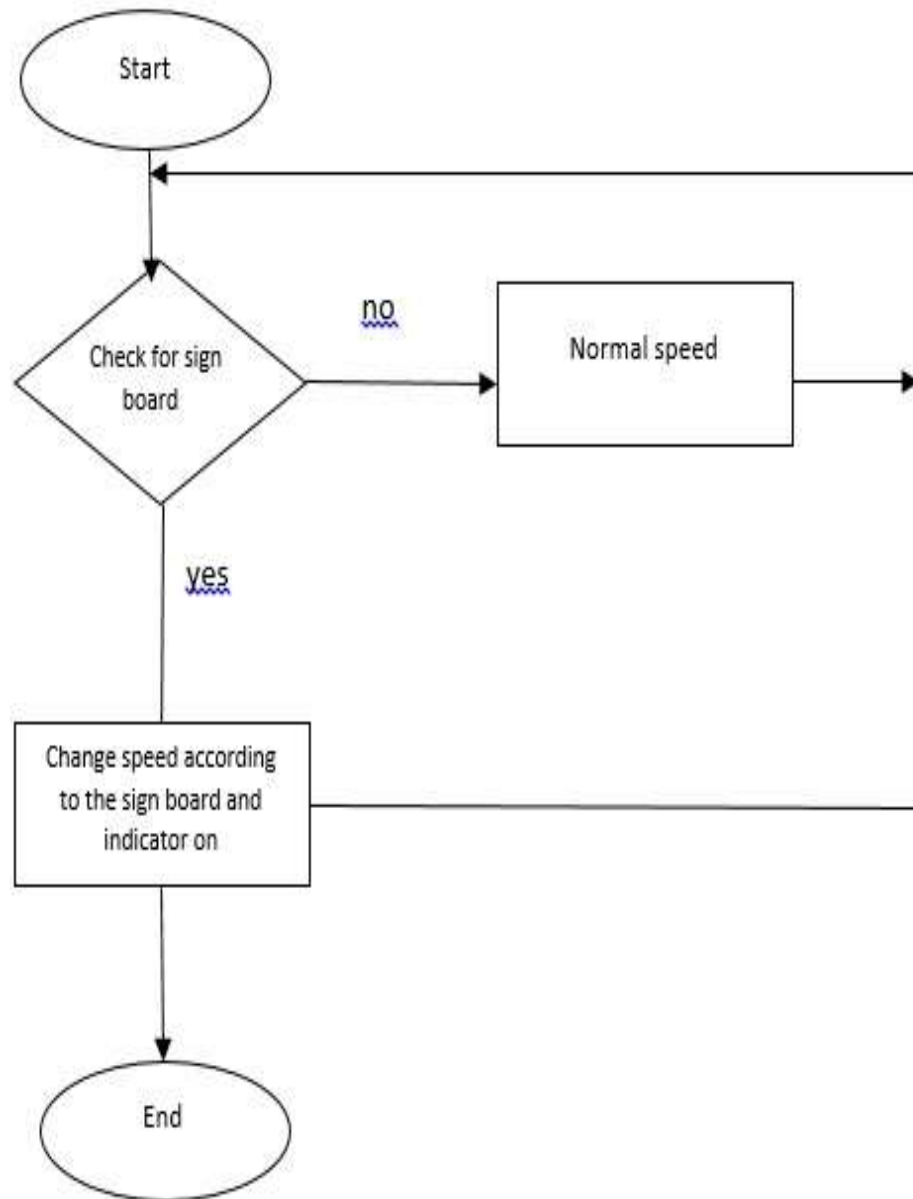 Start
no
Normal speed
Check for sign
board
yes
Change speed according
to the sign board and
indicator on
End